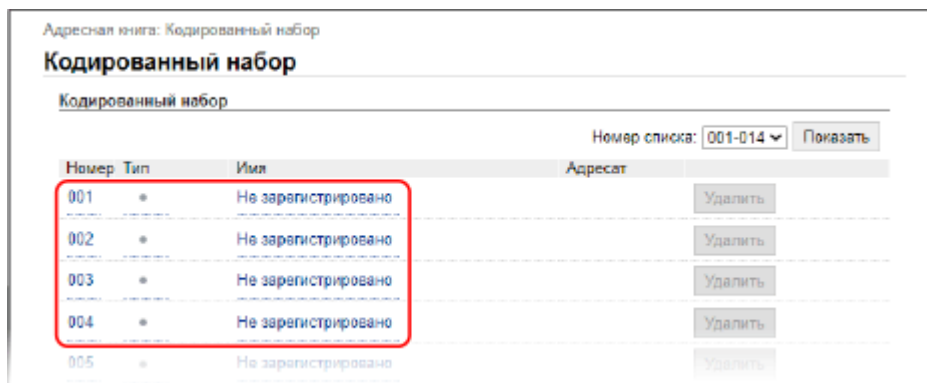 Адресная книга: Кодированный набор
Кодированный набор
Кодированный набор
Номер списка: 001-014 Показать
Номер Тип Имя Адресат
001 Не зарегистрировано Удалить
002 Не зарегистрировано Удалить
003 Не зарегистрировано Удалить
004 Не зарегистрировано Удалить
005 Не зарегистрировано Удалить